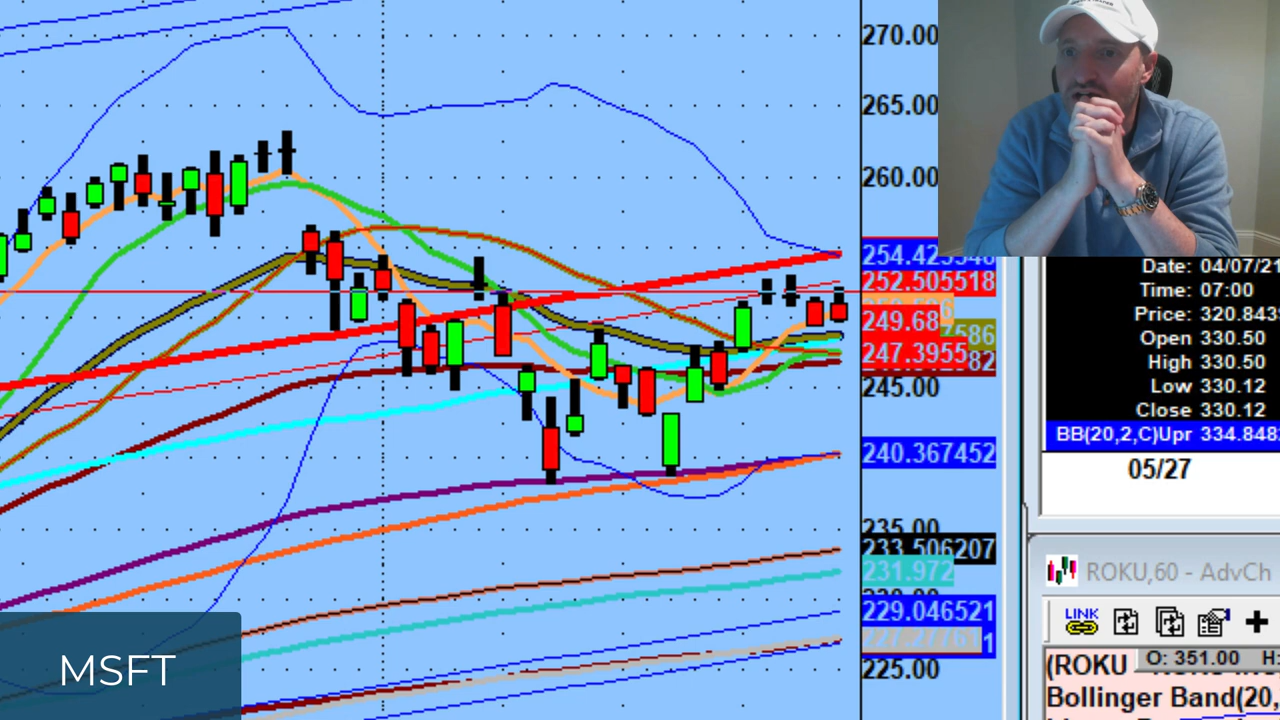 270.00
265.00
260.00
252.505518
249.68
247.3955
245.00
240.367452
235.00
233.506207
231.972
229.046521
225.00
MSFT
Date: 04/07/21
Time: 07:00
Price: 320.843
Open 330.50
High 330.50
Low 330.12
Close 330.12
BB(20,2,C)Upr 334.848
05/27
ROKU,60 - AdvCh
LINK
(ROKU
O: 351.00 H:
Bollinger Band(20,